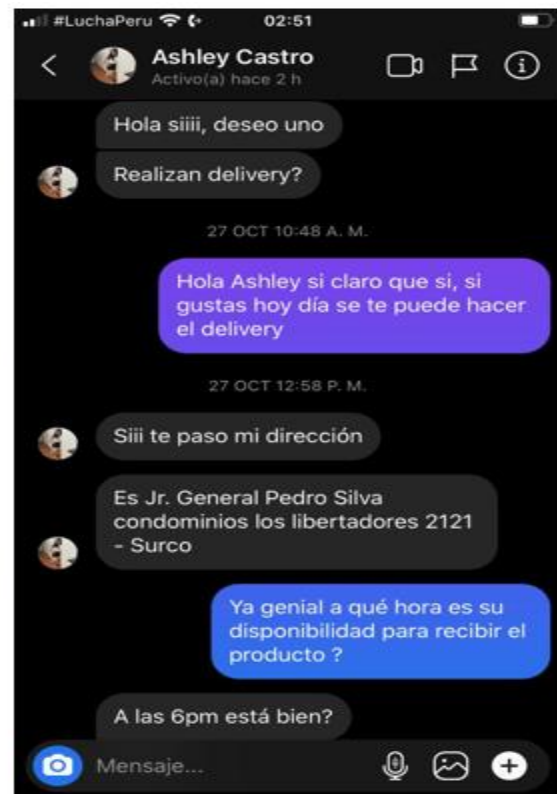 #LuchaPeru 02:51
Ashley Castro
Activo(a) hace 2 h
Hola siiii, deseo uno
Realizan delivery?
27 OCT 10:48 A. M.
Hola Ashley si claro que si, si
gustas hoy día se te puede hacer
el delivery
27 OCT 12:58 P. M.
Siii te paso mi dirección
Es Jr. General Pedro Silva
condominios los libertadores 2121
- Surco
Ya genial a qué hora es su
disponibilidad para recibir el
producto ?
A las 6pm está bien?
Mensaje...